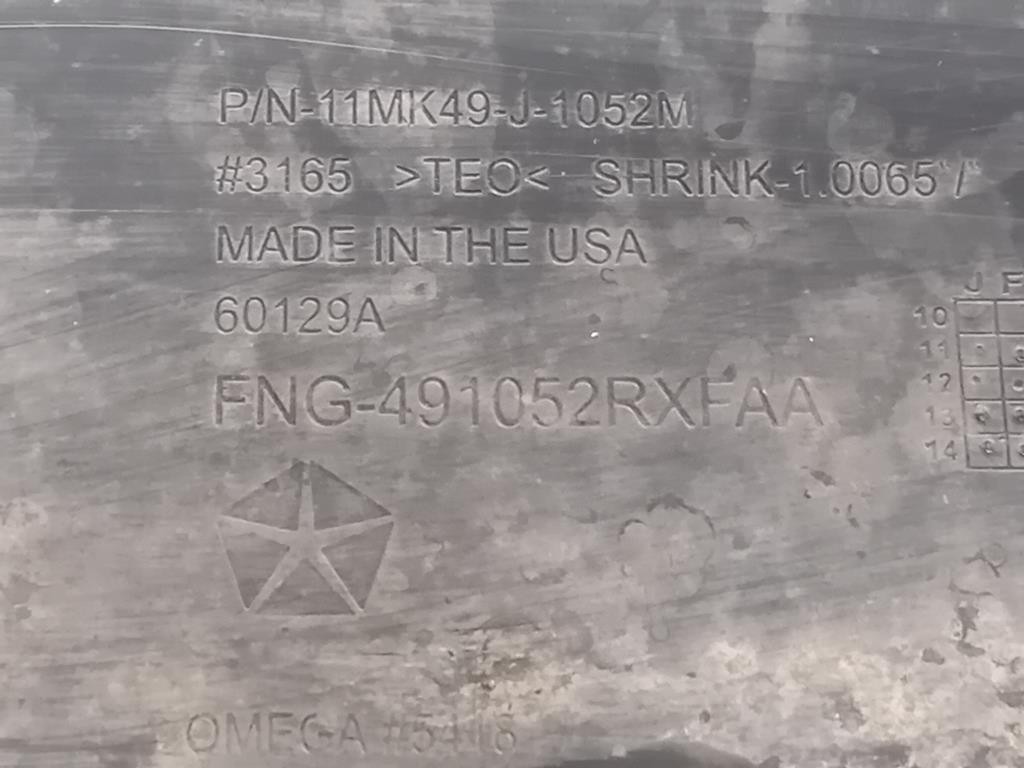 P/N-11MK49-J-1052M
#3165 >TEO< SHRINK-1.0065"/"
MADE IN THE USA
60129A
FNG-491052RXFAA
J F
10
11
12
13
14
OMEGA #5418